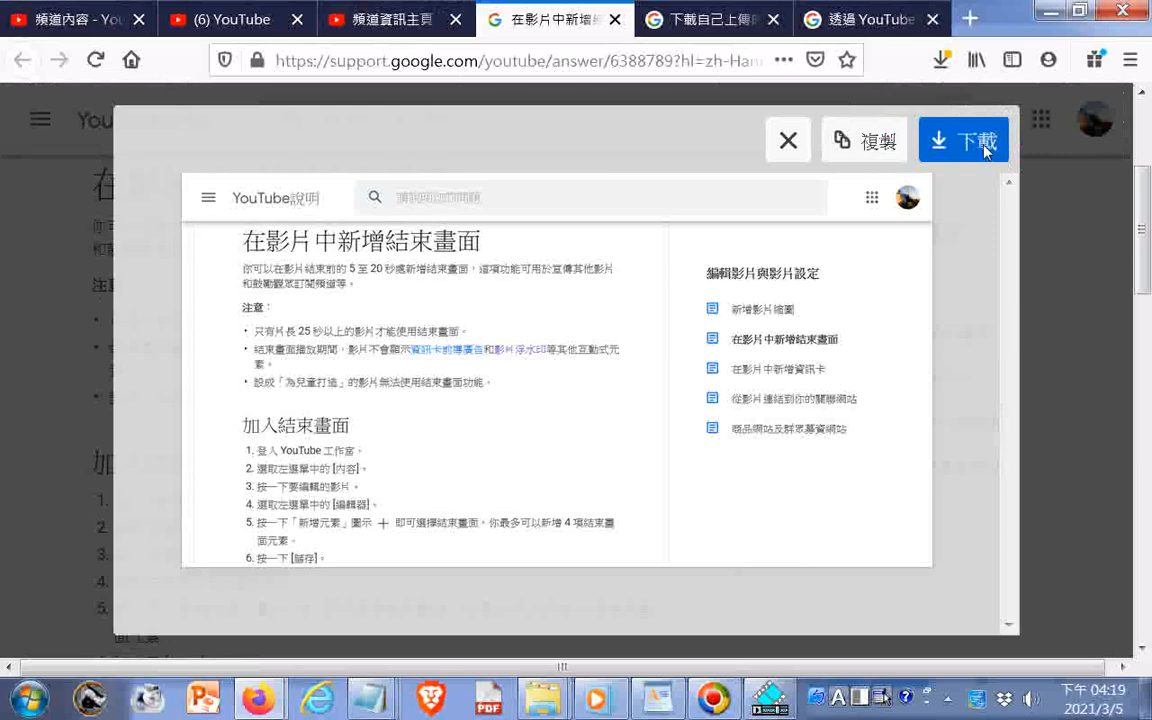 頻道內容 - You
(6) YouTube
頻道資訊主頁
在影片中新增結
下載自己上傳的
透過 YouTube
https://support.google.com/youtube/answer/6388789?hl=zh-Han
複製
下載
YouTube說明
在影片中新增結束畫面
你可以在影片結束前的 5 至 20 秒處新增結束畫面，這項功能可用於宣傳其他影片
和鼓勵觀眾訂閱頻道等。
注意：
• 只有片長 25 秒以上的影片才能使用結束畫面。
• 結束畫面播放期間，影片不會顯示資訊卡前導廣告和影片浮水印等其他互動式元
素。
• 設成「為兒童打造」的影片無法使用結束畫面功能。
加入結束畫面
1. 登入 YouTube 工作室。
2. 選取左選單中的 [內容]。
3. 按一下要編輯的影片。
4. 選取左選單中的 [編輯器]。
5. 按一下「新增元素」圖示 ＋ 即可選擇結束畫面。你最多可以新增 4 項結束畫
面元素。
6. 按一下 [儲存]。
編輯影片與影片設定
新增影片縮圖
在影片中新增結束畫面
在影片中新增資訊卡
從影片連結到你的關聯網站
商品網站及群眾募資網站
You
在
注
加
1.
2.
3.
4.
5.
PDF
A
下午 04:19
2021/3/5